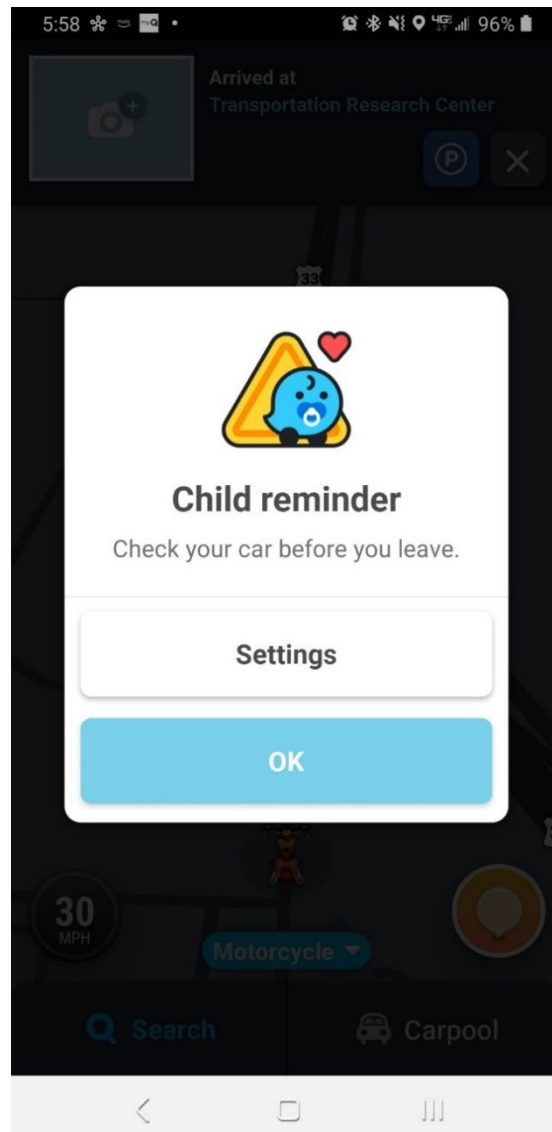 5:58 96%
Arrived at
Transportation Research Center
P
33
Child reminder
Check your car before you leave.
Settings
OK
30
MPH
Motorcycle
Search Carpool